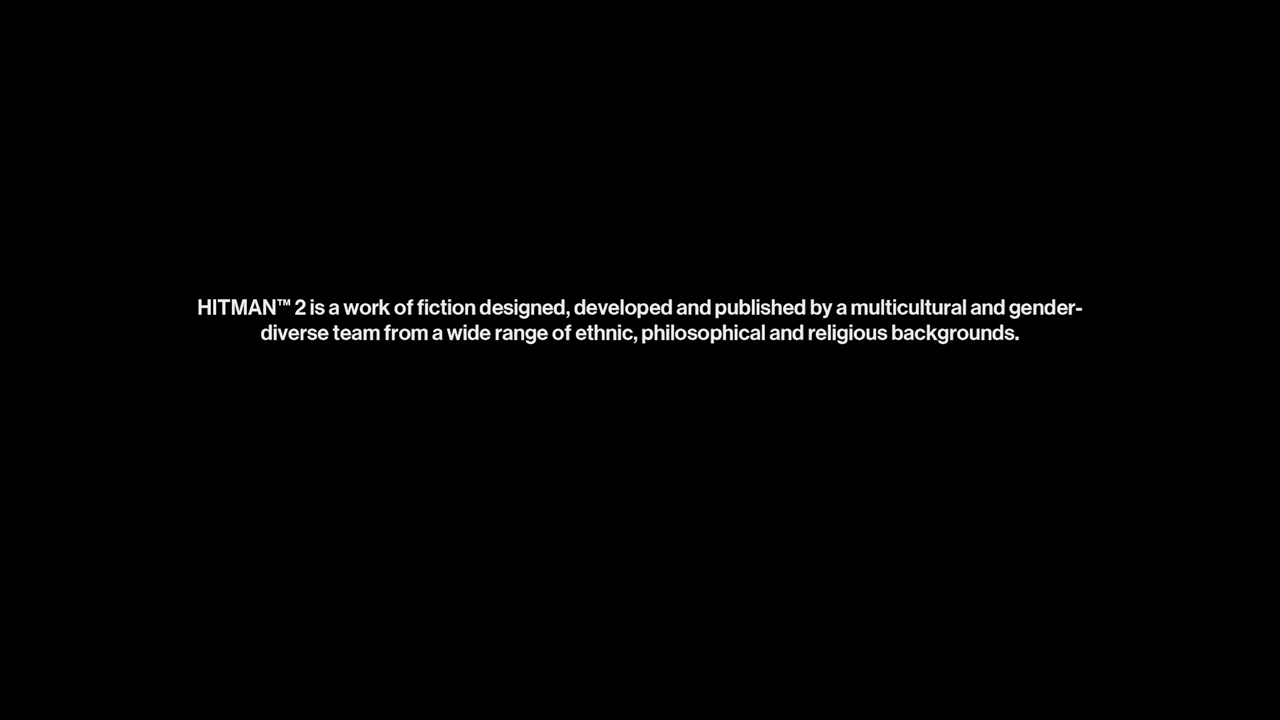 HITMAN™ 2 is a work of fiction designed, developed and published by a multicultural and gender-
diverse team from a wide range of ethnic, philosophical and religious backgrounds.